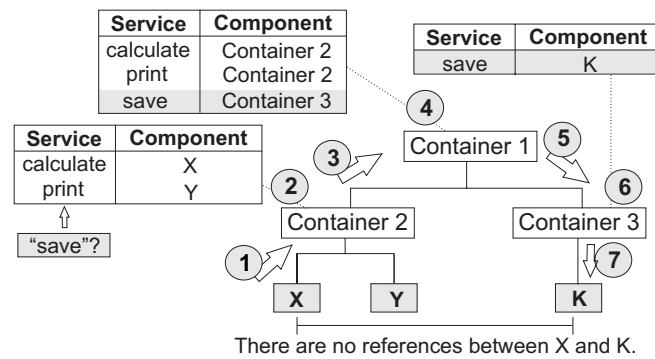 Service Component
calculate Container 2
print Container 2
save Container 3
Service Component
save K
4
Container 1
5
3
Service Component
calculate X
print Y
2
6
Container 2
Container 3
"save"?
1
7
X
Y
K
There are no references between X and K.